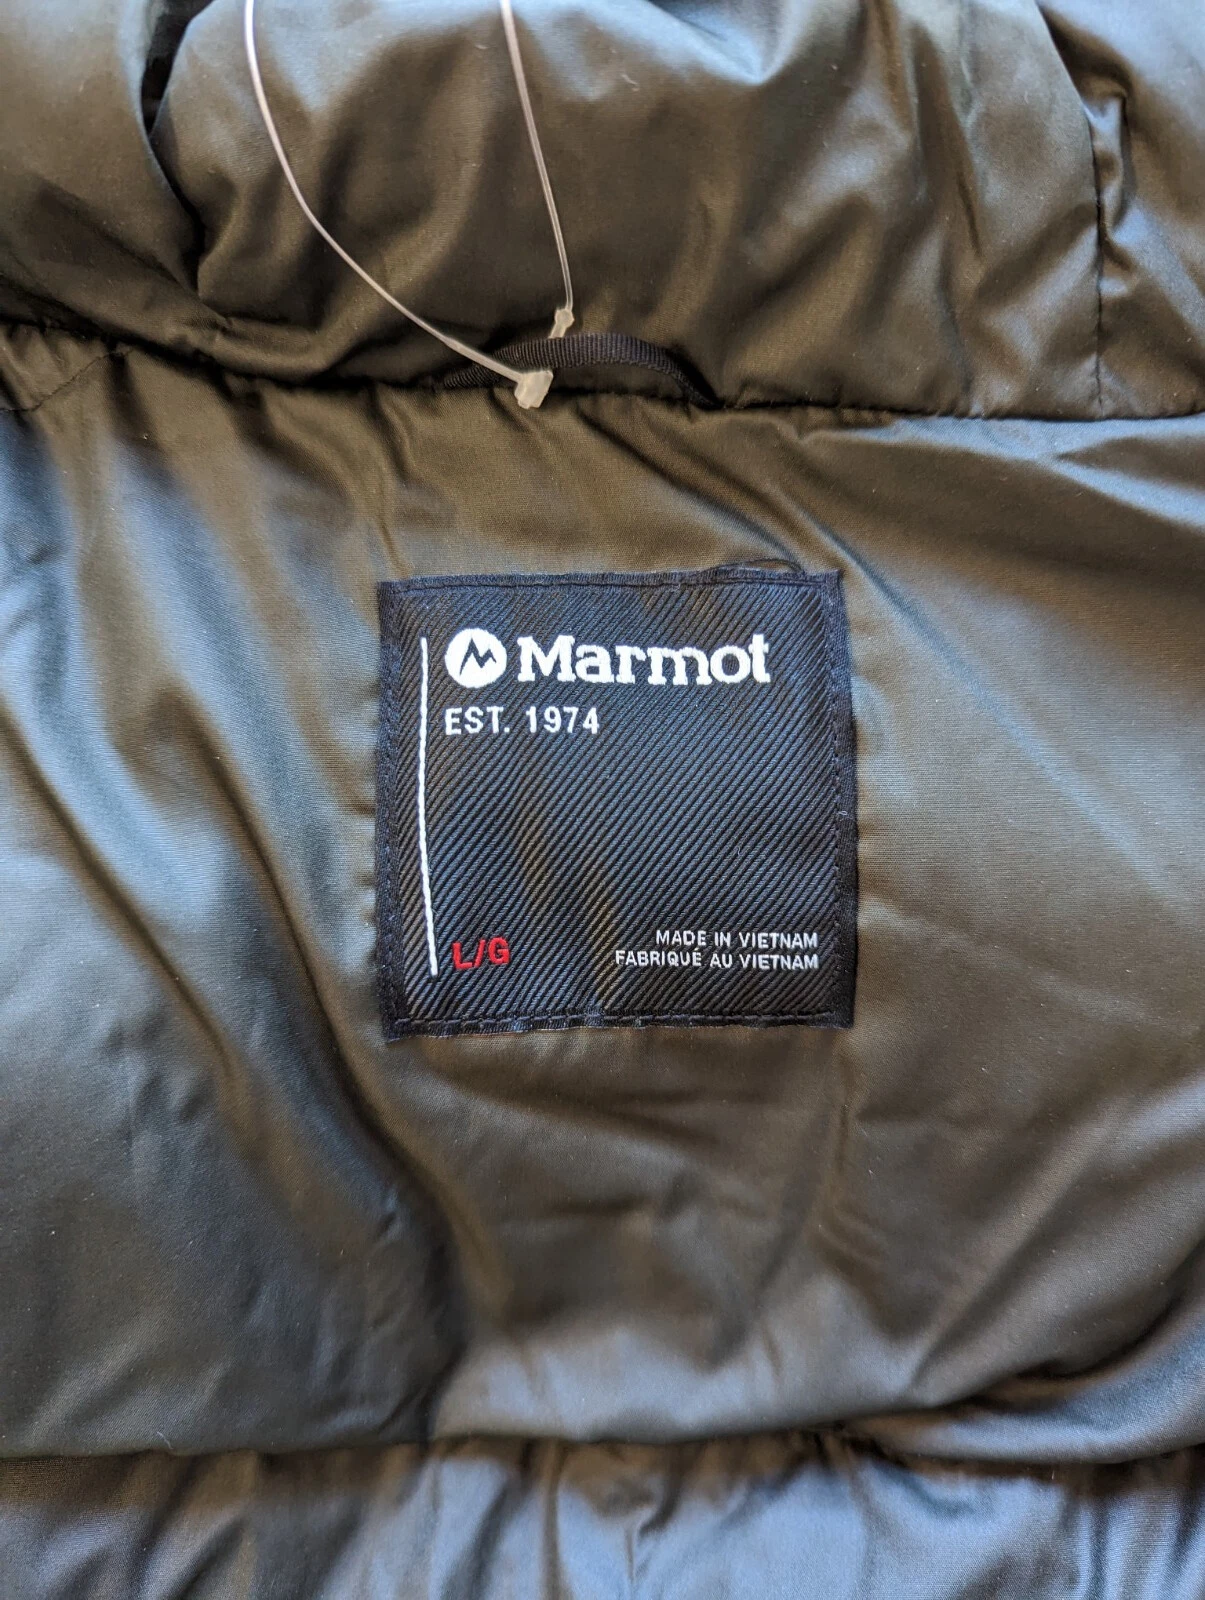 Marmot
EST. 1974
L/G
MADE IN VIETNAM
FABRIQUÉ AU VIETNAM